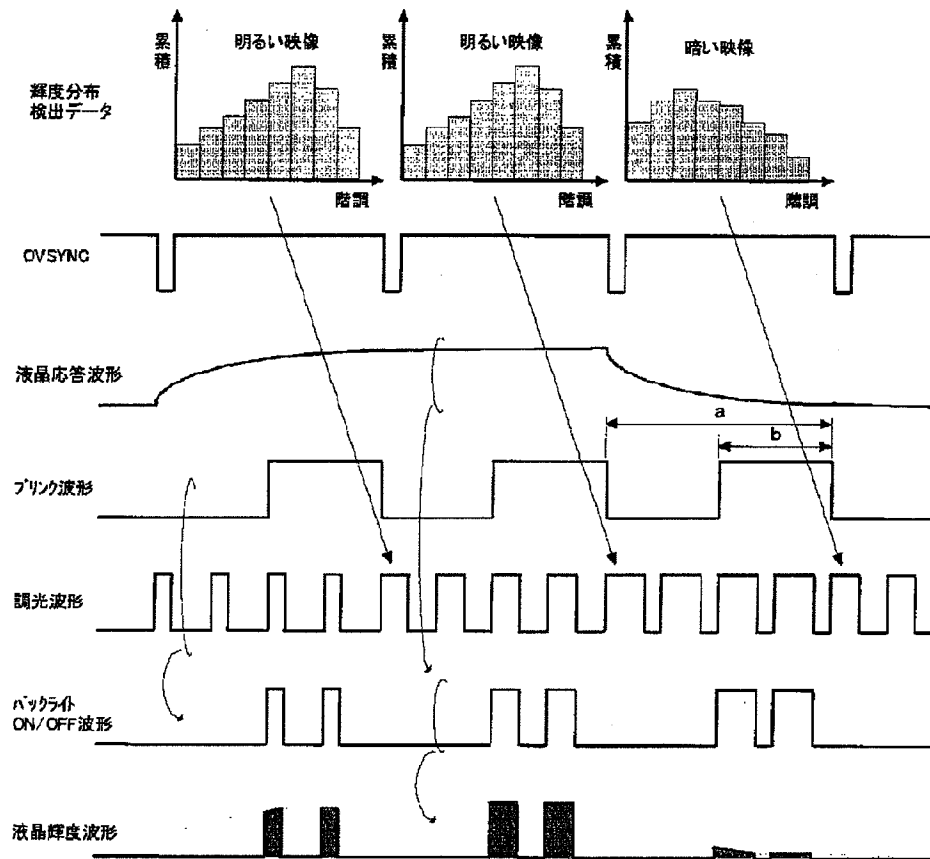 累積
明るい映像
累積
明るい映像
累積
暗い映像
輝度分布
検出データ
階調
階調
階調
OVSYNC
液晶応答波形
a
b
ブリンク波形
調光波形
バックライト
ON/OFF波形
液晶輝度波形